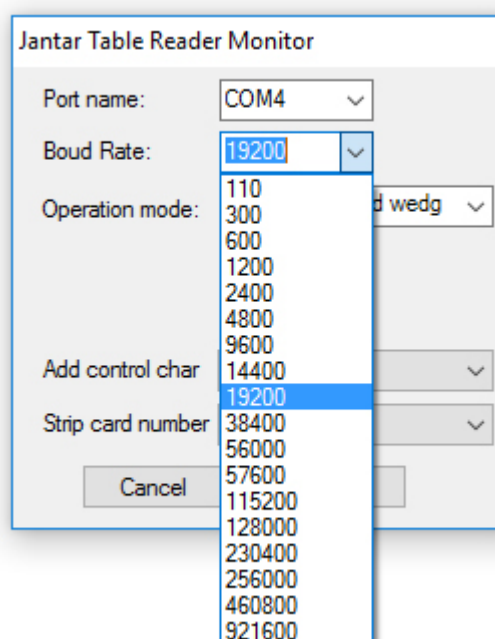 Jantar Table Reader Monitor
Port name: COM4
Boud Rate: 19200
110
Operation mode: d wedg
300
600
1200
2400
4800
9600
Add control char
14400
19200
Strip card number
38400
56000
57600
Cancel
115200
128000
230400
256000
460800
921600